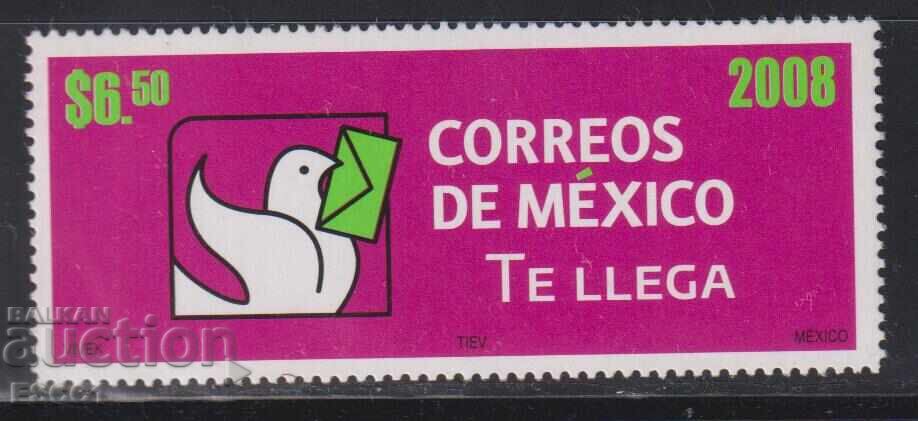 $6.50
2008
CORREOS
DE MÉXICO
TE LLEGA
TIEV
MÉXICO
BALKAN
auction